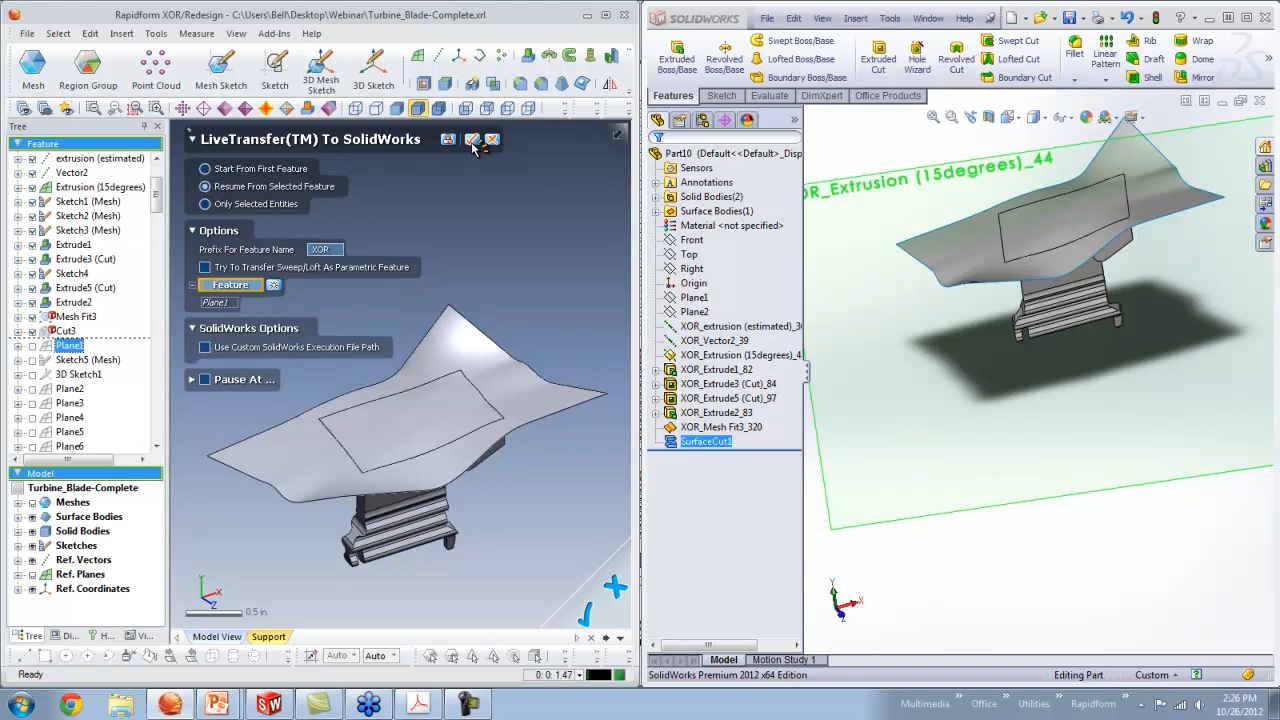 Rapidform XOR/Redesign - C:\Users\Bell\Desktop\Webinar\Turbine_Blade-Complete.xrl
File Select Edit Insert Tools Measure View Add-Ins Help
Mesh Region Group Point Cloud Mesh Sketch Sketch 3D Mesh Sketch 3D Sketch
Tree
Feature
extrusion (estimated)
Vector2
Extrusion (15degrees)
Sketch1 (Mesh)
Sketch2 (Mesh)
Sketch3 (Mesh)
Extrude1
Extrude3 (Cut)
Sketch4
Extrude5 (Cut)
Extrude2
Mesh Fit3
Cut3
Plane1
Sketch5 (Mesh)
3D Sketch1
Plane2
Plane3
Plane4
Plane5
Plane6
Model
Turbine_Blade-Complete
Meshes
Surface Bodies
Solid Bodies
Sketches
Ref. Vectors
Ref. Planes
Ref. Coordinates
Tree Di... H... Vi...
LiveTransfer(TM) To SolidWorks
Start From First Feature
Resume From Selected Feature
Only Selected Entities
Options
Prefix For Feature Name XOR_
Try To Transfer Sweep/Loft As Parametric Feature
Feature
Plane1
SolidWorks Options
Use Custom SolidWorks Execution File Path
Pause At ...
Y
X
Z
0.5 in.
Model View Support
Auto Auto
Ready
0: 0: 1.47
SOLIDWORKS File Edit View Insert Tools Window Help
Extruded Boss/Base Revolved Boss/Base Swept Boss/Base Lofted Boss/Base Boundary Boss/Base
Extruded Cut Hole Wizard Revolved Cut Swept Cut Lofted Cut Boundary Cut
Fillet Linear Pattern Rib Draft Shell Wrap Dome Mirror
Features Sketch Evaluate DimXpert Office Products
Part10 (Default<<Default>_Disp
Sensors
Annotations
Solid Bodies(2)
Surface Bodies(1)
Material <not specified>
Front
Top
Right
Origin
Plane1
Plane2
XOR_extrusion (estimated)_3
XOR_Vector2_39
XOR_Extrusion (15degrees)_4
XOR_Extrude1_82
XOR_Extrude3 (Cut)_84
XOR_Extrude5 (Cut)_97
XOR_Extrude2_83
XOR_Mesh Fit3_320
SurfaceCut1
OR_Extrusion (15degrees)_44
Y
X
Z
Model Motion Study 1
SolidWorks Premium 2012 x64 Edition Editing Part Custom
Multimedia Office Utilities Rapidform
2:26 PM
10/26/2012